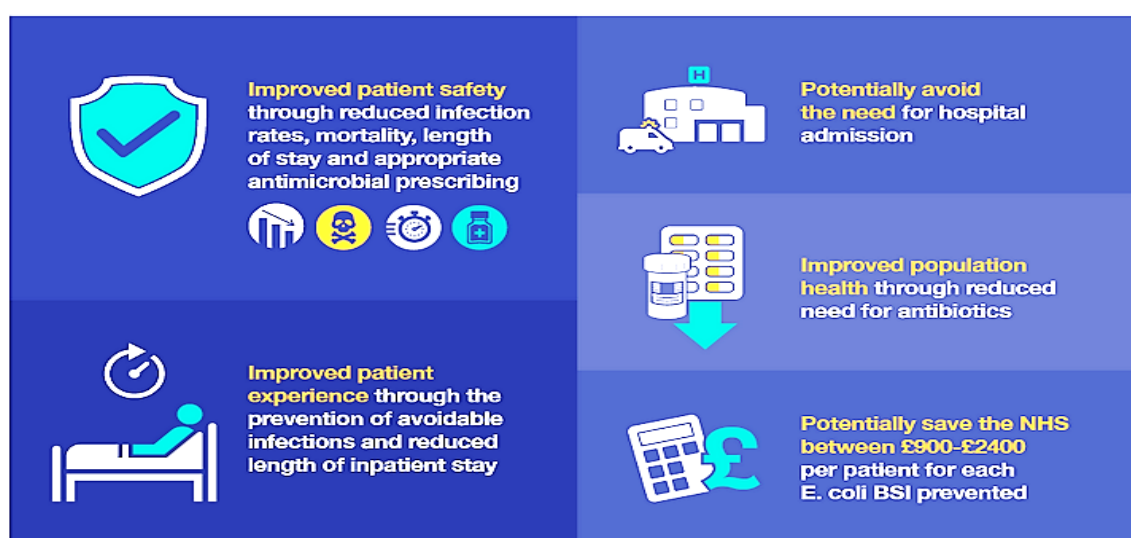 Improved patient safety
through reduced infection
rates, mortality, length
of stay and appropriate
antimicrobial prescribing
Improved patient
experience through the
prevention of avoidable
infections and reduced
length of inpatient stay
H
Potentially avoid
the need for hospital
admission
Improved population
health through reduced
need for antibiotics
£
Potentially save the NHS
between £900-£2400
per patient for each
E. coli BSI prevented